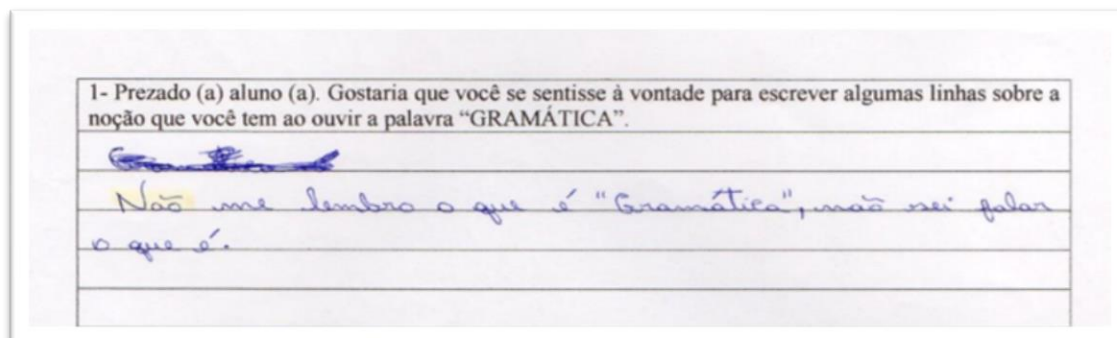 1- Prezado (a) aluno (a). Gostaria que você se sentisse à vontade para escrever algumas linhas sobre a
noção que você tem ao ouvir a palavra “GRAMÁTICA”.
Não me lembro o que é "Gramática", não sei falar
o que é.